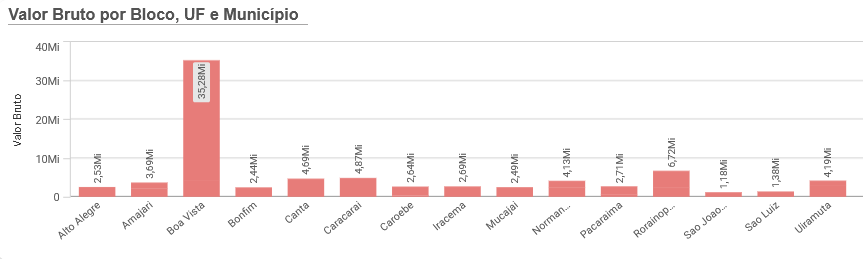 Valor Bruto por Bloco, UF e Município
Valor Bruto
40Mi
30Mi
20Mi
10Mi
0
2,53Mi
3,69Mi
35,28Mi
2,44Mi
4,69Mi
4,87Mi
2,64Mi
2,69Mi
2,49Mi
4,13Mi
2,71Mi
6,72Mi
1,18Mi
1,38Mi
4,19Mi
Alto Alegre
Amajari
Boa Vista
Bonfim
Canta
Caracarai
Caroebe
Iracema
Mucajai
Norman...
Pacaraima
Rorainop...
Sao Joao...
Sao Luiz
Uiramuta